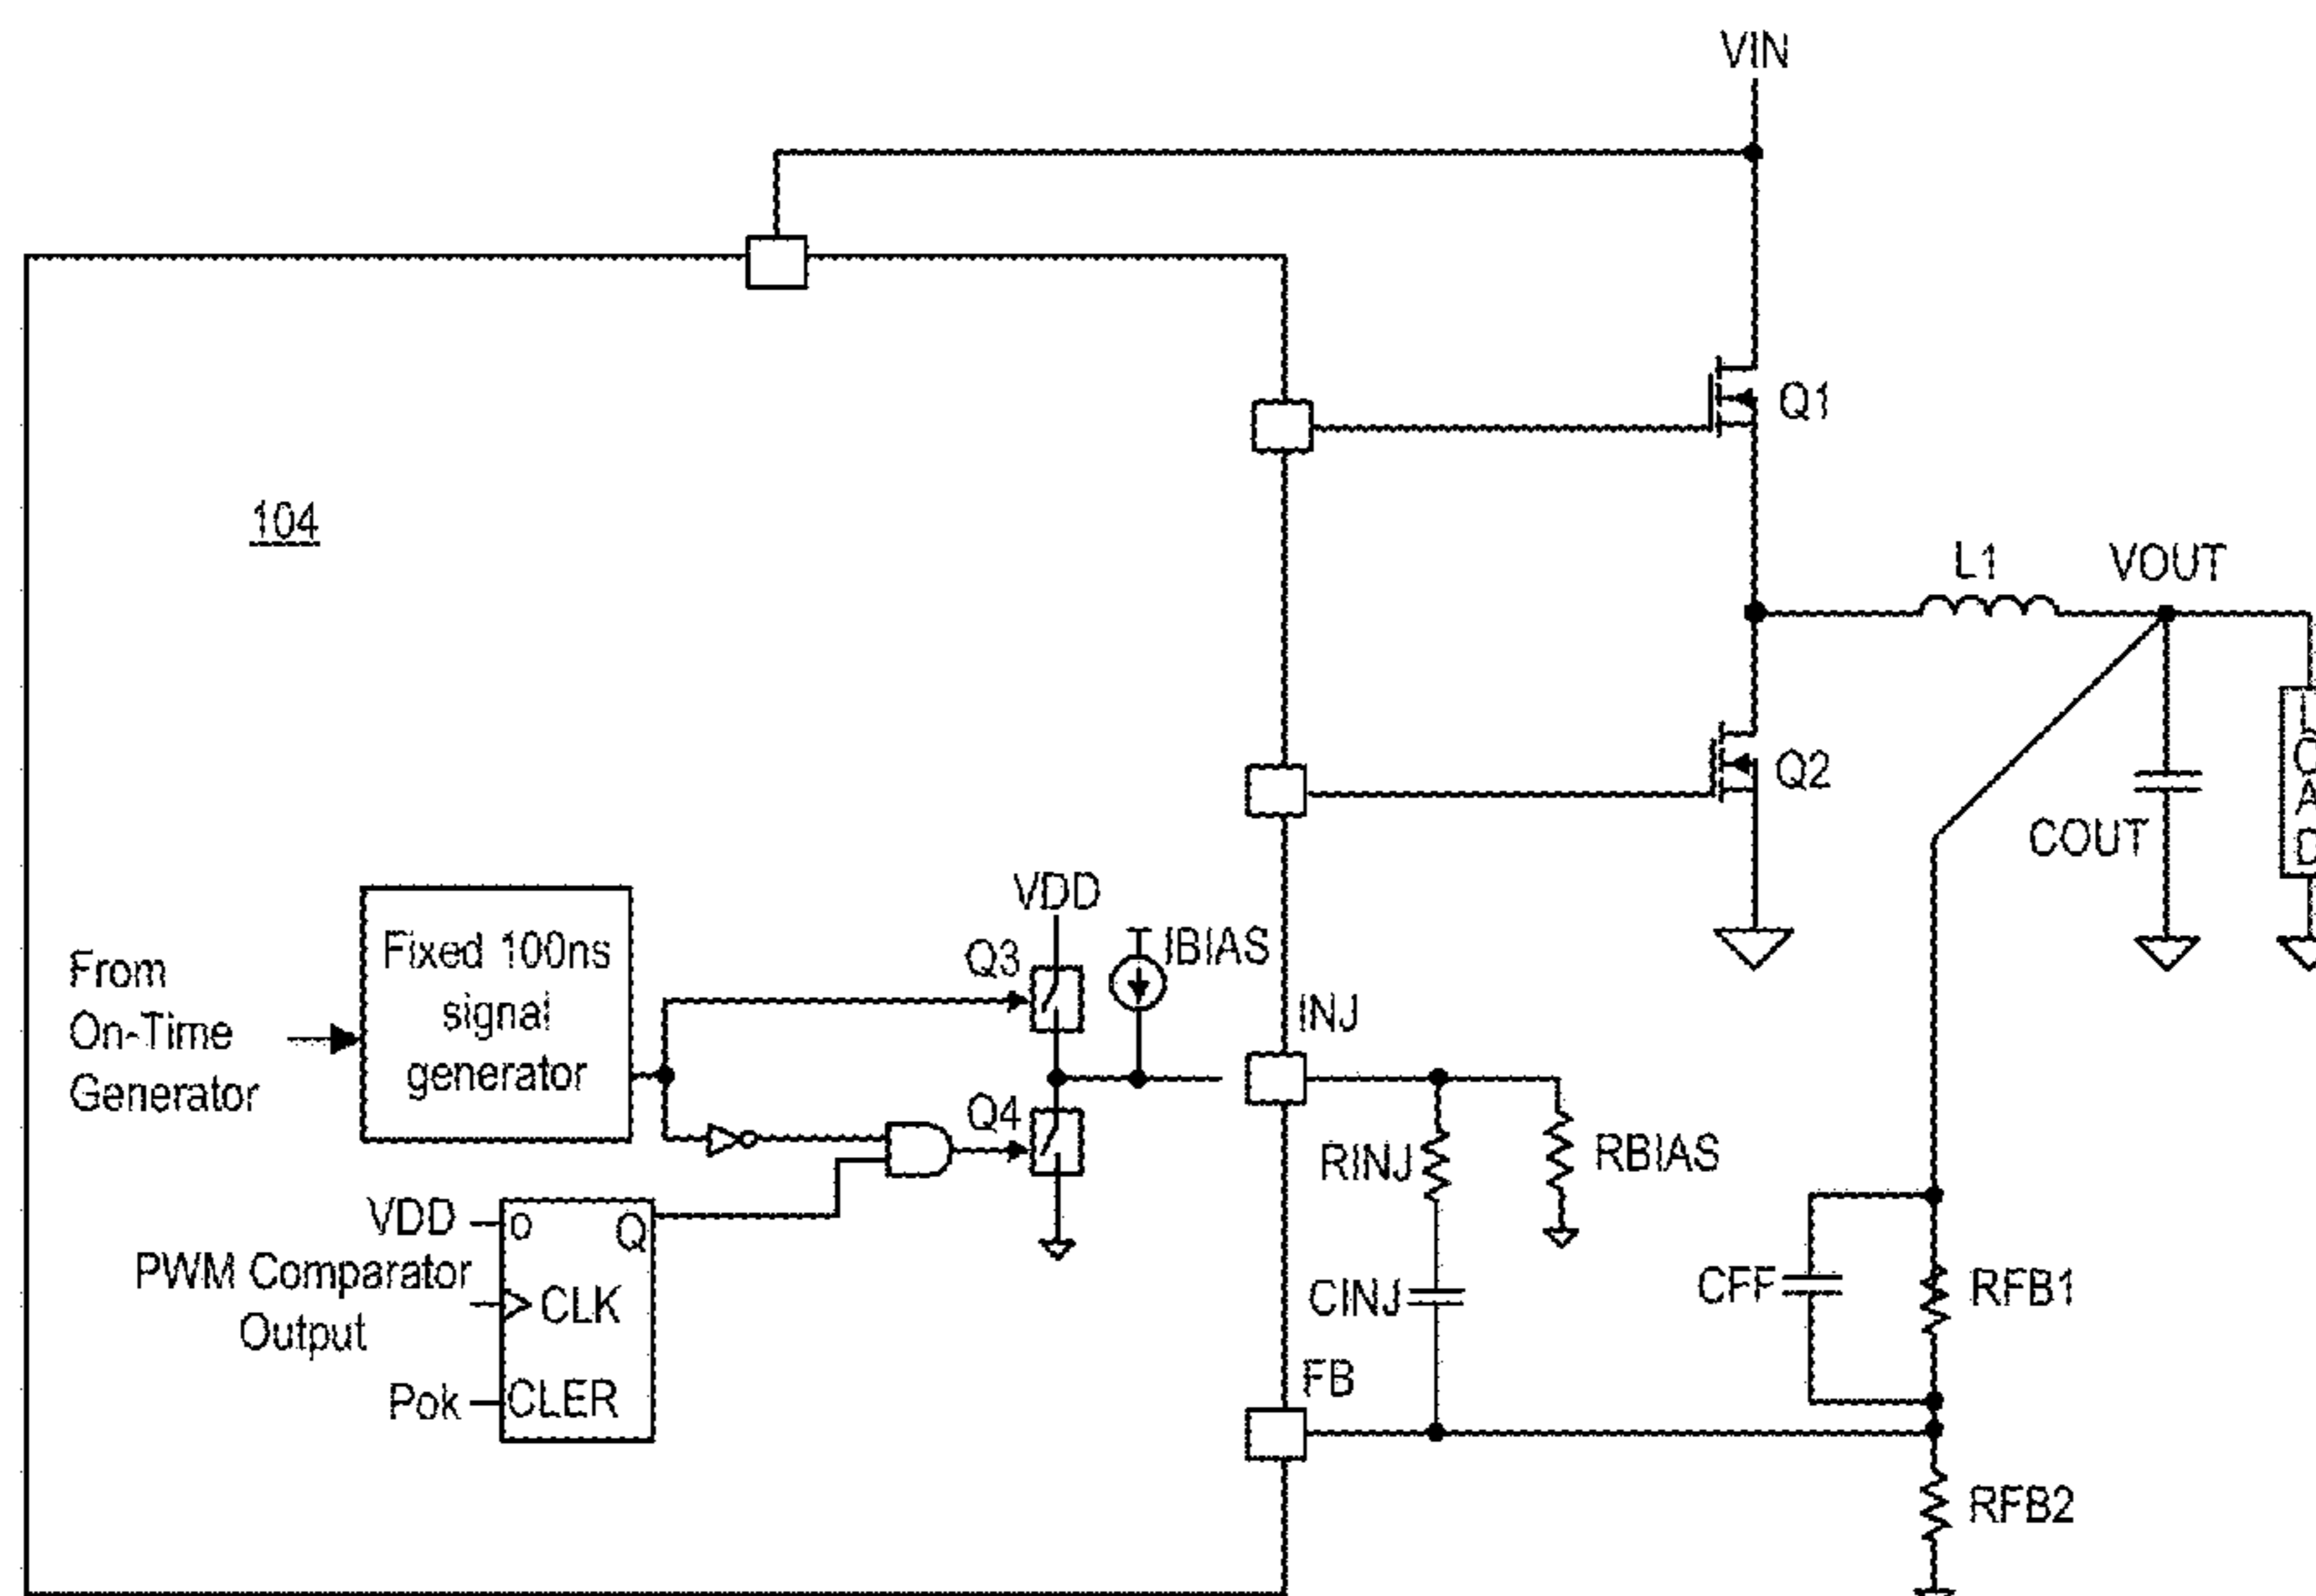 VIN
Q1
104
L1
VOUT
Q2
COUT
LOAD
VDD
IBIAS
Q3
Fixed 100ns
signal
generator
From
On-Time
Generator
INJ
Q4
RINJ
RBIAS
VDD
O
Q
PWM Comparator
Output
CLK
CINJ
CFF
RFB1
FB
Pok
CLER
RFB2